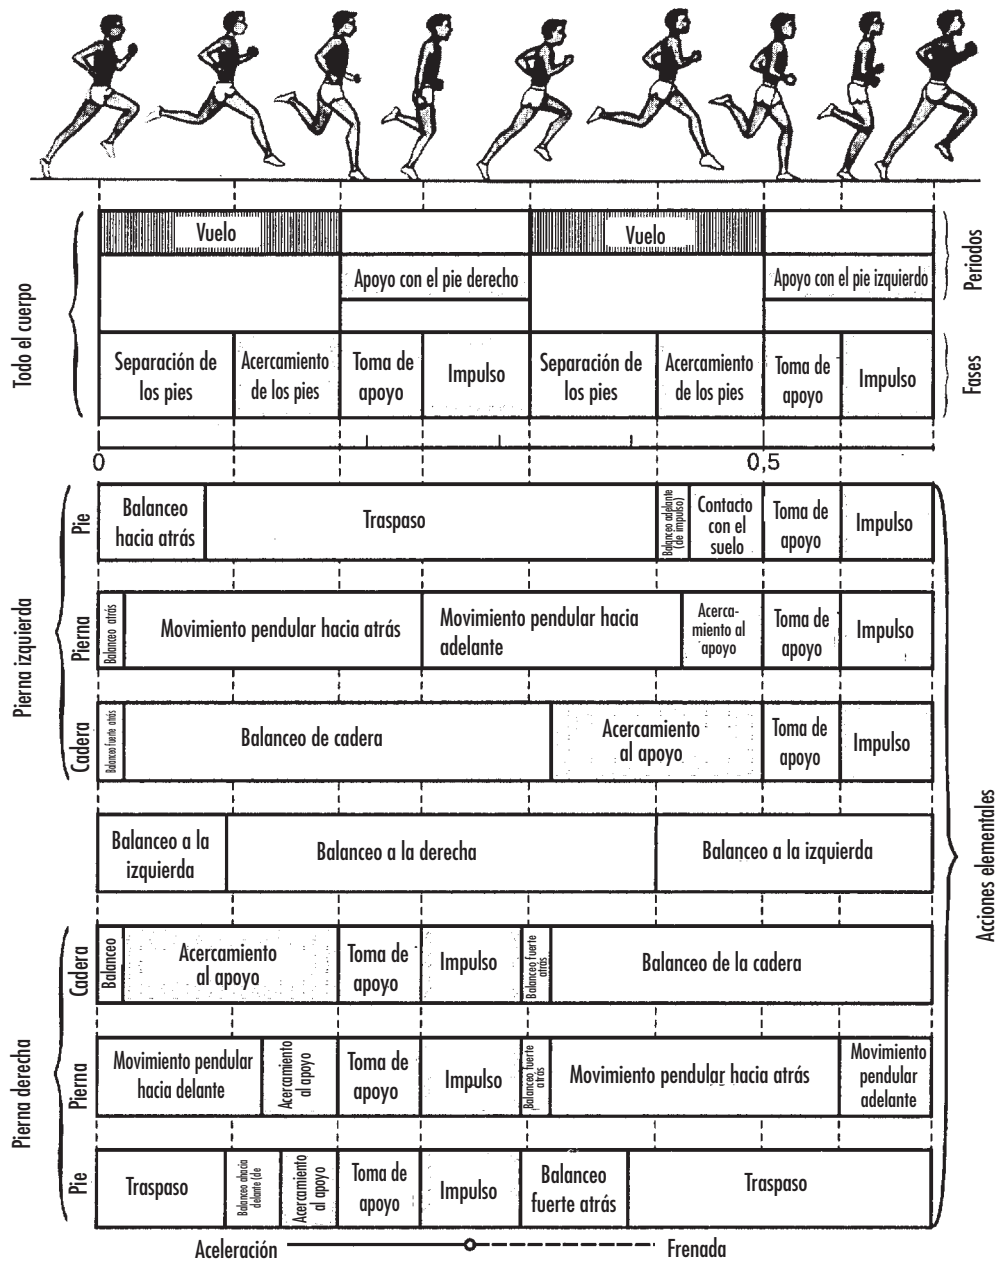 Vuelo
Vuelo
Periodos
Apoyo con el pie derecho
Apoyo con el pie izquierdo
Todo el cuerpo
Separación de
los pies
Acercamiento
de los pies
Toma de
apoyo
Impulso
Separación de
los pies
Acercamiento
de los pies
Toma de
apoyo
Impulso
Fases
0
0,5
Pierna izquierda
Pie
Balanceo
hacia atrás
Traspaso
Balanceo adelante
(de impulso)
Contacto
con el
suelo
Toma de
apoyo
Impulso
Pierna
Balanceo atrás
Movimiento pendular hacia atrás
Movimiento pendular hacia
adelante
Acerca-
miento al
apoyo
Toma de
apoyo
Impulso
Cadera
Balanceo fuerte atrás
Balanceo de cadera
Acercamiento
al apoyo
Toma de
apoyo
Impulso
Balanceo a la
izquierda
Balanceo a la derecha
Balanceo a la izquierda
Acciones elementales
Pierna derecha
Cadera
Balanceo
Acercamiento
al apoyo
Toma de
apoyo
Impulso
Balanceo fuerte
atrás
Balanceo de la cadera
Pierna
Movimiento pendular
hacia delante
Acercamiento
al apoyo
Toma de
apoyo
Impulso
Balanceo fuerte
atrás
Movimiento pendular hacia atrás
Movimiento
pendular
adelante
Pie
Traspaso
Balanceo ahacia
delante (de
Acercamiento
al apoyo
Toma de
apoyo
Impulso
Balanceo
fuerte atrás
Traspaso
Aceleración
Frenada